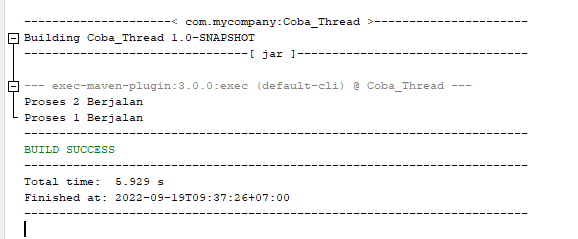 ---------------------< com.mycompany:Coba_Thread >----------------------
Building Coba_Thread 1.0-SNAPSHOT
--------------------------------[ jar ]---------------------------------
--- exec-maven-plugin:3.0.0:exec (default-cli) @ Coba_Thread ---
Proses 2 Berjalan
Proses 1 Berjalan
------------------------------------------------------------------------
BUILD SUCCESS
------------------------------------------------------------------------
Total time:  5.929 s
Finished at: 2022-09-19T09:37:26+07:00
------------------------------------------------------------------------